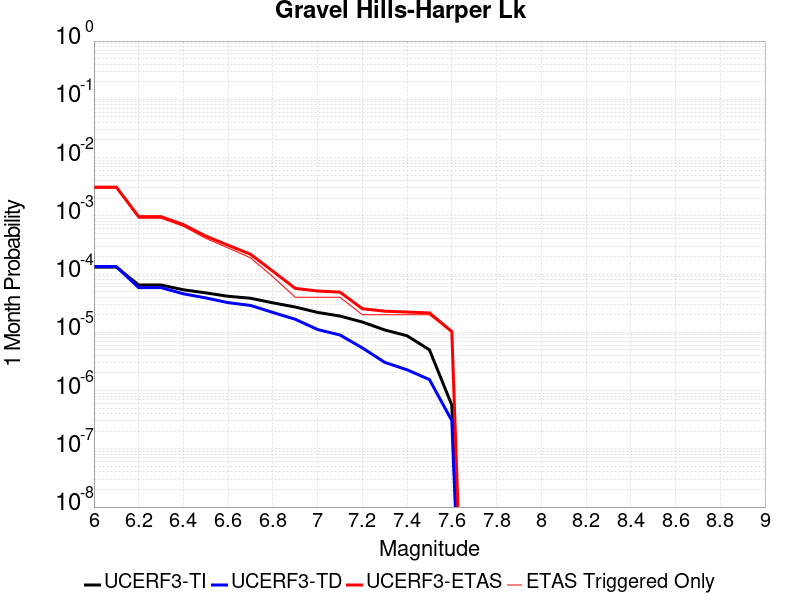 Gravel Hills-Harper Lk
10^0
10^-1
10^-2
10^-3
10^-4
10^-5
10^-6
10^-7
10^-8
1 Month Probability
6 6.2 6.4 6.6 6.8 7 7.2 7.4 7.6 7.8 8 8.2 8.4 8.6 8.8 9
Magnitude
UCERF3-TI UCERF3-TD UCERF3-ETAS ETAS Triggered Only